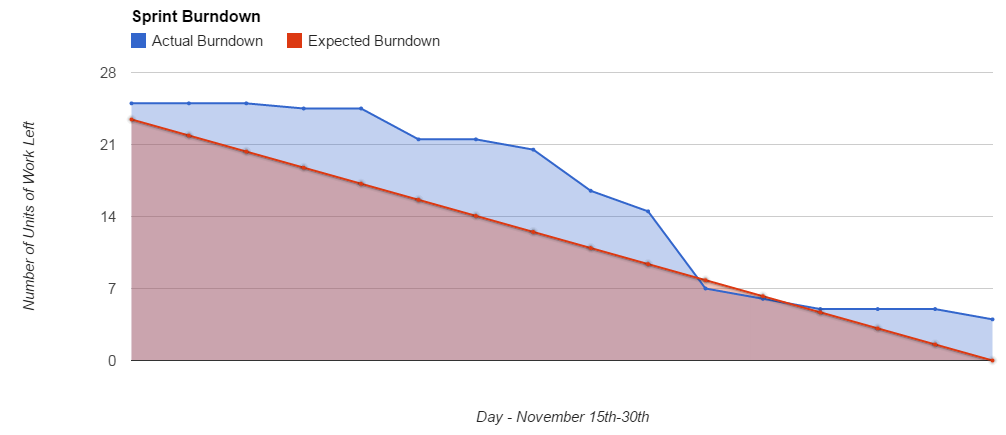 Sprint Burndown
Actual Burndown Expected Burndown
28
21
14
7
0
Number of Units of Work Left
Day - November 15th-30th